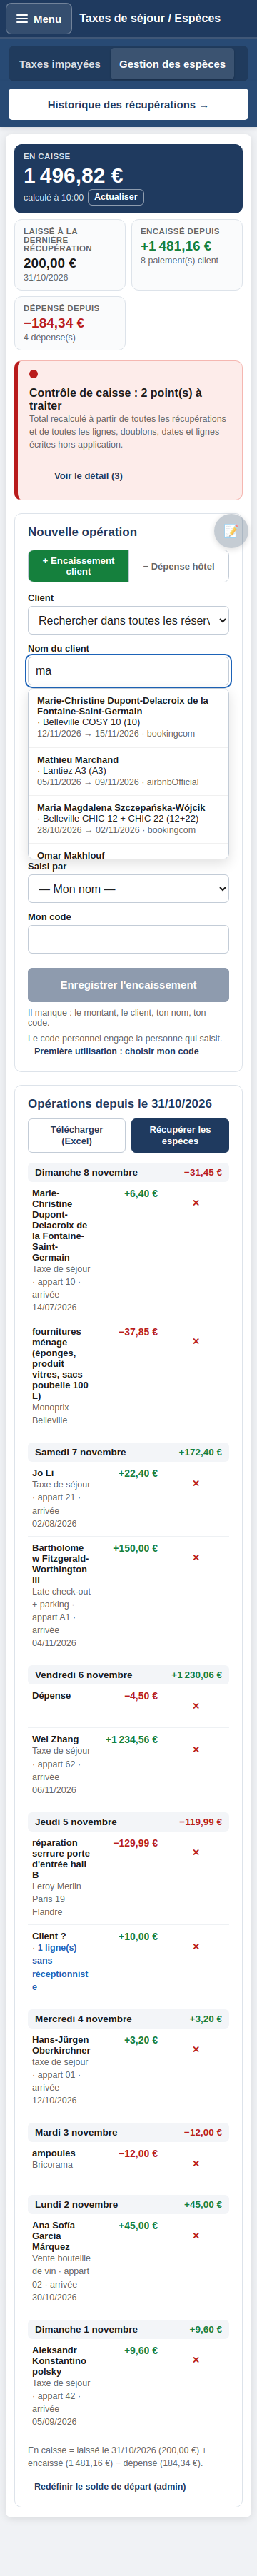 Menu
Taxes de séjour / Espèces
Taxes impayées
Gestion des espèces
Historique des récupérations →
EN CAISSE
1 496,82 €
calculé à 10:00
Actualiser
LAISSÉ À LA
DERNIÈRE
RÉCUPÉRATION
200,00 €
31/10/2026
ENCAISSÉ DEPUIS
+1 481,16 €
8 paiement(s) client
DÉPENSÉ DEPUIS
−184,34 €
4 dépense(s)
Contrôle de caisse : 2 point(s) à
traiter
Total recalculé à partir de toutes les récupérations
et de toutes les lignes, doublons, dates et lignes
écrites hors application.
Voir le détail (3)
Nouvelle opération
+ Encaissement
client
− Dépense hôtel
Client
Rechercher dans toutes les réserv
Nom du client
ma
Marie-Christine Dupont-Delacroix de la
Fontaine-Saint-Germain
· Belleville COSY 10 (10)
12/11/2026 → 15/11/2026 · bookingcom
Mathieu Marchand
· Lantiez A3 (A3)
05/11/2026 → 09/11/2026 · airbnbOfficial
Maria Magdalena Szczepańska-Wójcik
· Belleville CHIC 12 + CHIC 22 (12+22)
28/10/2026 → 02/11/2026 · bookingcom
Omar Makhlouf
Saisi par
— Mon nom —
Mon code
Enregistrer l'encaissement
Il manque : le montant, le client, ton nom, ton
code.
Le code personnel engage la personne qui saisit.
Première utilisation : choisir mon code
Opérations depuis le 31/10/2026
Télécharger
(Excel)
Récupérer les
espèces
Dimanche 8 novembre −31,45 €
Marie- +6,40 € ×
Christine
Dupont-
Delacroix de
la Fontaine-
Saint-
Germain
Taxe de séjour
· appart 10 ·
arrivée
14/07/2026
fournitures −37,85 € ×
ménage
(éponges,
produit
vitres, sacs
poubelle 100
L)
Monoprix
Belleville
Samedi 7 novembre +172,40 €
Jo Li +22,40 € ×
Taxe de séjour
· appart 21 ·
arrivée
02/08/2026
Bartholome +150,00 € ×
w Fitzgerald-
Worthington
III
Late check-out
+ parking ·
appart A1 ·
arrivée
04/11/2026
Vendredi 6 novembre +1 230,06 €
Dépense −4,50 € ×
Wei Zhang +1 234,56 € ×
Taxe de séjour
· appart 62 ·
arrivée
06/11/2026
Jeudi 5 novembre −119,99 €
réparation −129,99 € ×
serrure porte
d'entrée hall
B
Leroy Merlin
Paris 19
Flandre
Client ? +10,00 € ×
· 1 ligne(s)
sans
réceptionnist
e
Mercredi 4 novembre +3,20 €
Hans-Jürgen +3,20 € ×
Oberkirchner
taxe de sejour
· appart 01 ·
arrivée
12/10/2026
Mardi 3 novembre −12,00 €
ampoules −12,00 € ×
Bricorama
Lundi 2 novembre +45,00 €
Ana Sofía +45,00 € ×
García
Márquez
Vente bouteille
de vin · appart
02 · arrivée
30/10/2026
Dimanche 1 novembre +9,60 €
Aleksandr +9,60 € ×
Konstantino
polsky
Taxe de séjour
· appart 42 ·
arrivée
05/09/2026
En caisse = laissé le 31/10/2026 (200,00 €) +
encaissé (1 481,16 €) − dépensé (184,34 €).
Redéfinir le solde de départ (admin)